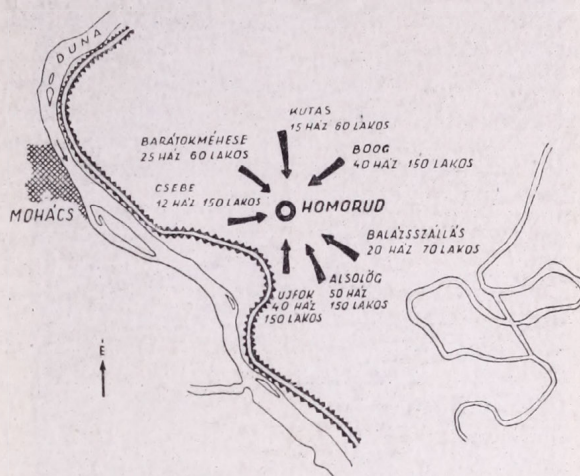 DUNA
KUTAS
15 HÁZ 60 LAKOS
BARÁTOKMÉHESE
25 HÁZ 60 LAKOS
BOOG
40 HÁZ 150 LAKOS
CSEBE
12 HÁZ 150 LAKOS
HOMORUD
MOHÁCS
BALÁZSSZÁLLÁS
20 HÁZ 70 LAKOS
UJFOK
40 HÁZ
150 LAKOS
ALSOLÖG
50 HÁZ
150 LAKOS
É